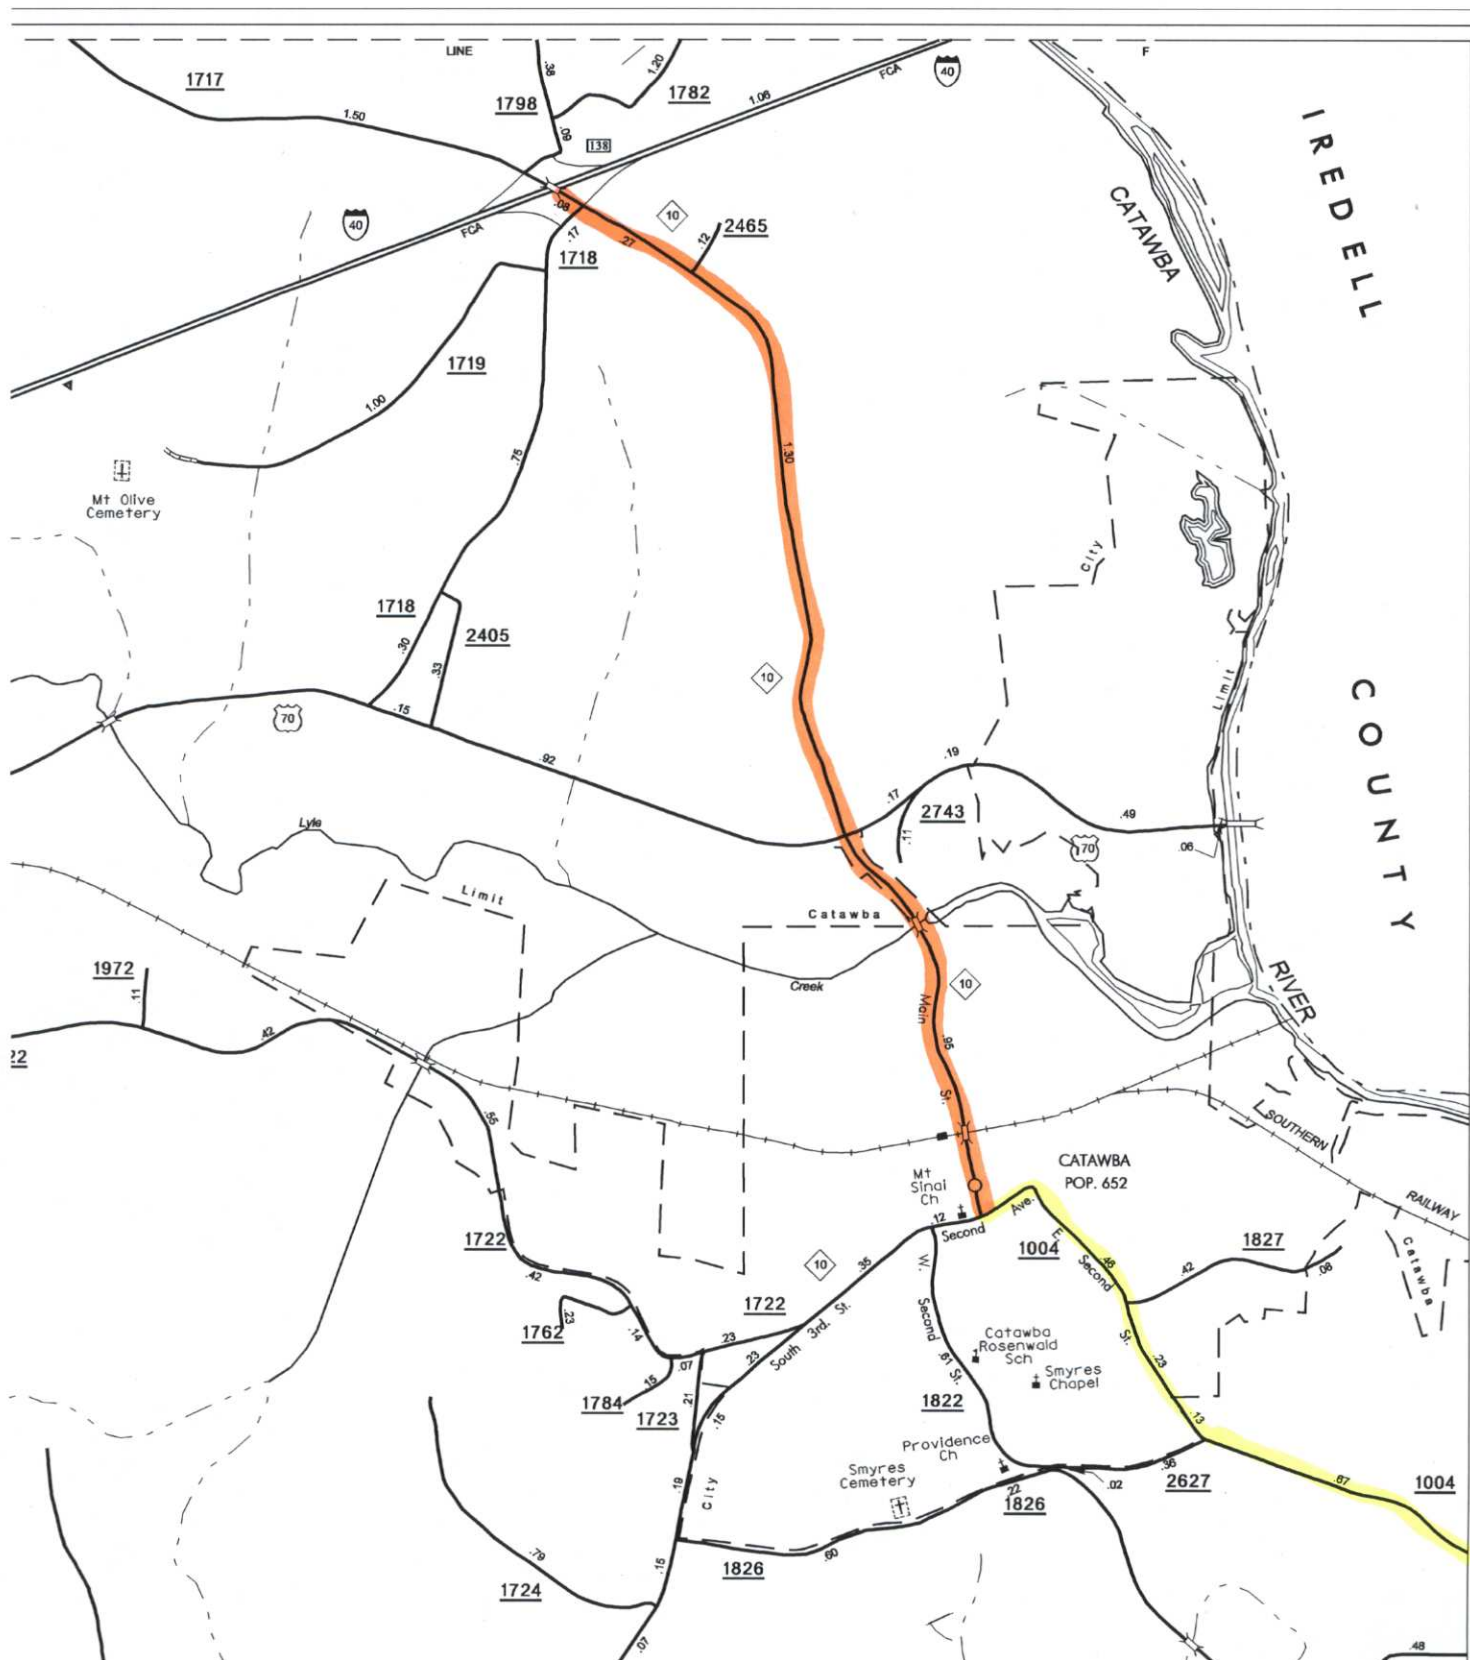 LINE
F
1717
1.50
1798
.38
1.20
1782
.09
138
1.06
FCA
40
IREDELL
CATAWBA
40
FCA
.08
.17
.27
10
.12
2465
1718
1719
1.00
.75
1.30
Mt Olive
Cemetery
City
1718
.30
2405
.33
10
Limit
COUNTY
70
.15
.92
.19
.17
2743
.11
.49
70
.06
Lyle
Limit
Catawba
Creek
10
RIVER
1972
.11
.42
22
Main
.95
St.
.55
SOUTHERN
RAILWAY
CATAWBA
POP. 652
Mt
Sinai
Ch
.12
Second
Ave.
1004
E.
Second
.46
St.
1827
.42
.08
Catawba
1722
.42
10
.35
1722
South 3rd. St.
W.
Second
.61 St.
1762
.23
.14
.23
.23
.07
.15
1784
1723
.21
.15
Catawba
Rosenwald
Sch
Smyres
Chapel
.23
.13
1822
Providence
Ch
Smyres
Cemetery
.19
City
.22
1826
.02
.36
2627
.67
1004
.79
1724
.15
1826
.60
.07
.48